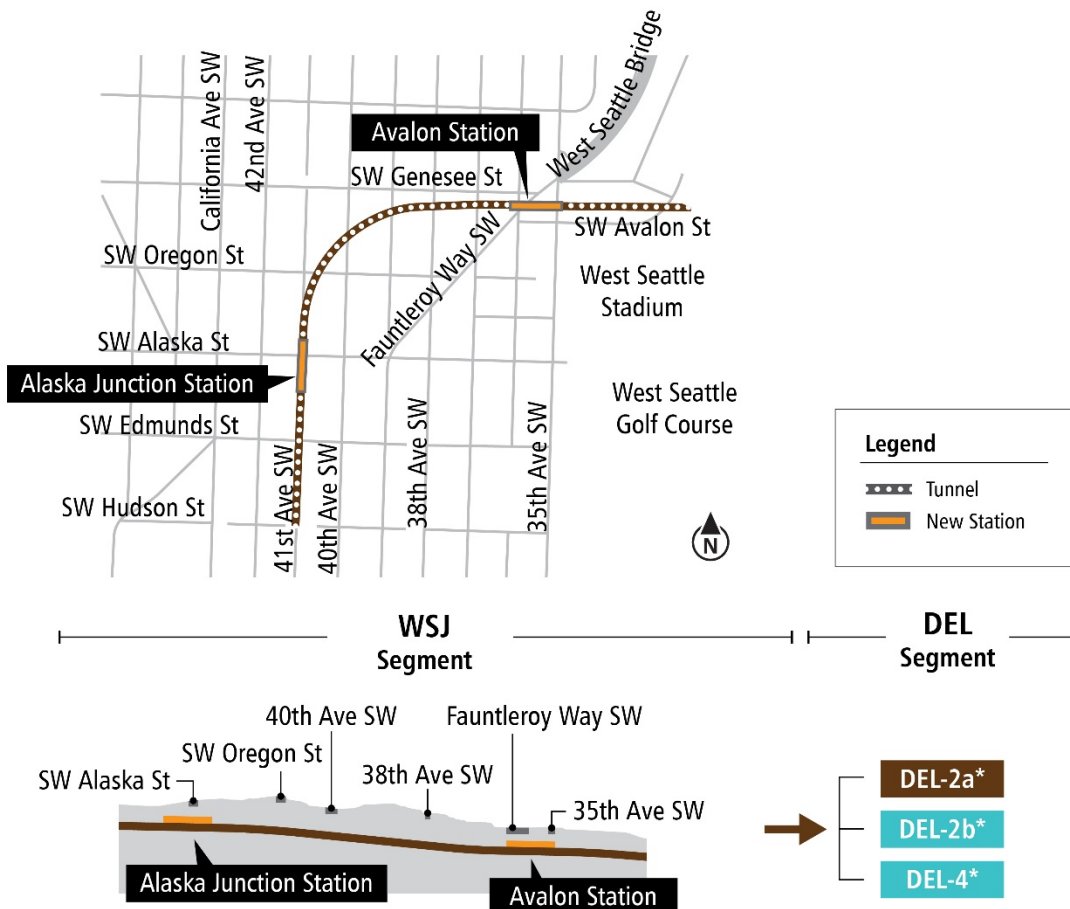 California Ave SW
42nd Ave SW
West Seattle Bridge
Avalon Station
SW Genesee St
SW Avalon St
SW Oregon St
Fauntleroy Way SW
West Seattle
Stadium
SW Alaska St
Alaska Junction Station
West Seattle
Golf Course
SW Edmunds St
SW Hudson St
41st Ave SW
40th Ave SW
38th Ave SW
35th Ave SW
N
Legend
Tunnel
New Station
WSJ
Segment
DEL
Segment
40th Ave SW
Fauntleroy Way SW
SW Oregon St
SW Alaska St
38th Ave SW
35th Ave SW
Alaska Junction Station
Avalon Station
DEL-2a*
DEL-2b*
DEL-4*